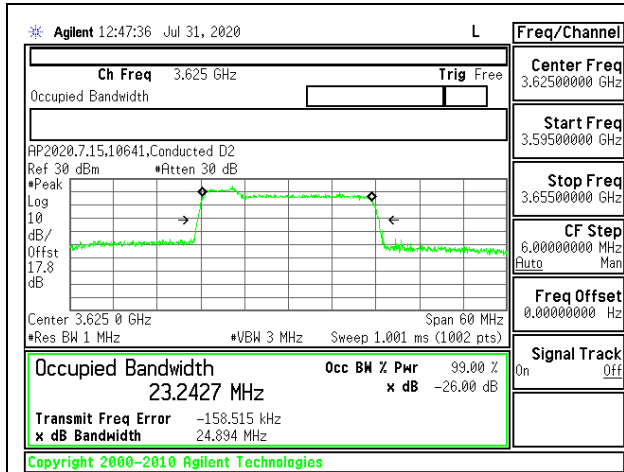 Agilent 12:47:36 Jul 31, 2020 L
Ch Freq 3.625 GHz Trig Free
Occupied Bandwidth
AP2020.7.15,10641,Conducted D2
Ref 30 dBm #Atten 30 dB
#Peak
Log
10
dB/
Offst
17.8
dB
Center 3.625 0 GHz Span 60 MHz
#Res BW 1 MHz #VBW 3 MHz Sweep 1.001 ms (1002 pts)
Occupied Bandwidth Occ BW % Pwr 99.00 %
23.2427 MHz x dB -26.00 dB
Transmit Freq Error -158.515 kHz
x dB Bandwidth 24.894 MHz
Copyright 2000-2010 Agilent Technologies
Freq/Channel
Center Freq
3.62500000 GHz
Start Freq
3.59500000 GHz
Stop Freq
3.65500000 GHz
CF Step
6.00000000 MHz
Auto Man
Freq Offset
0.00000000 Hz
Signal Track
On Off